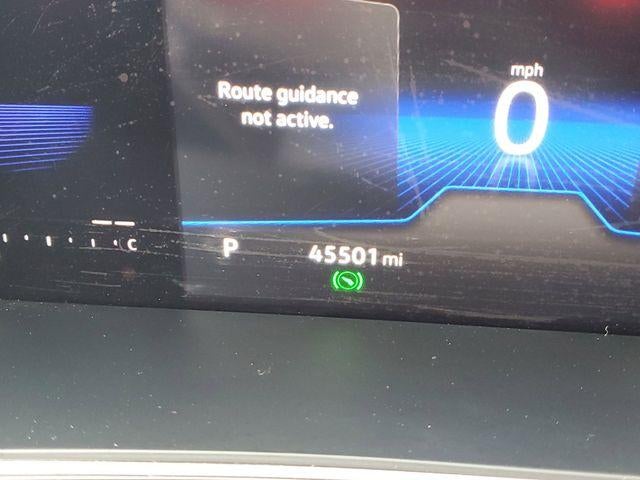 mph
0
Route guidance
not active.
C
P
45501 mi